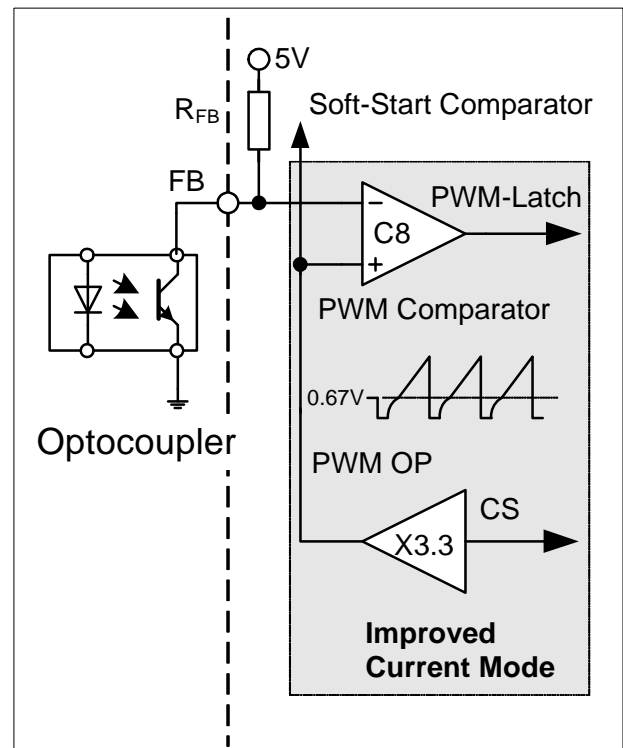 5V
RFB
Soft-Start Comparator
FB
PWM-Latch
−
C8
+
PWM Comparator
0.67V
Optocoupler
PWM OP
CS
X3.3
Improved
Current Mode